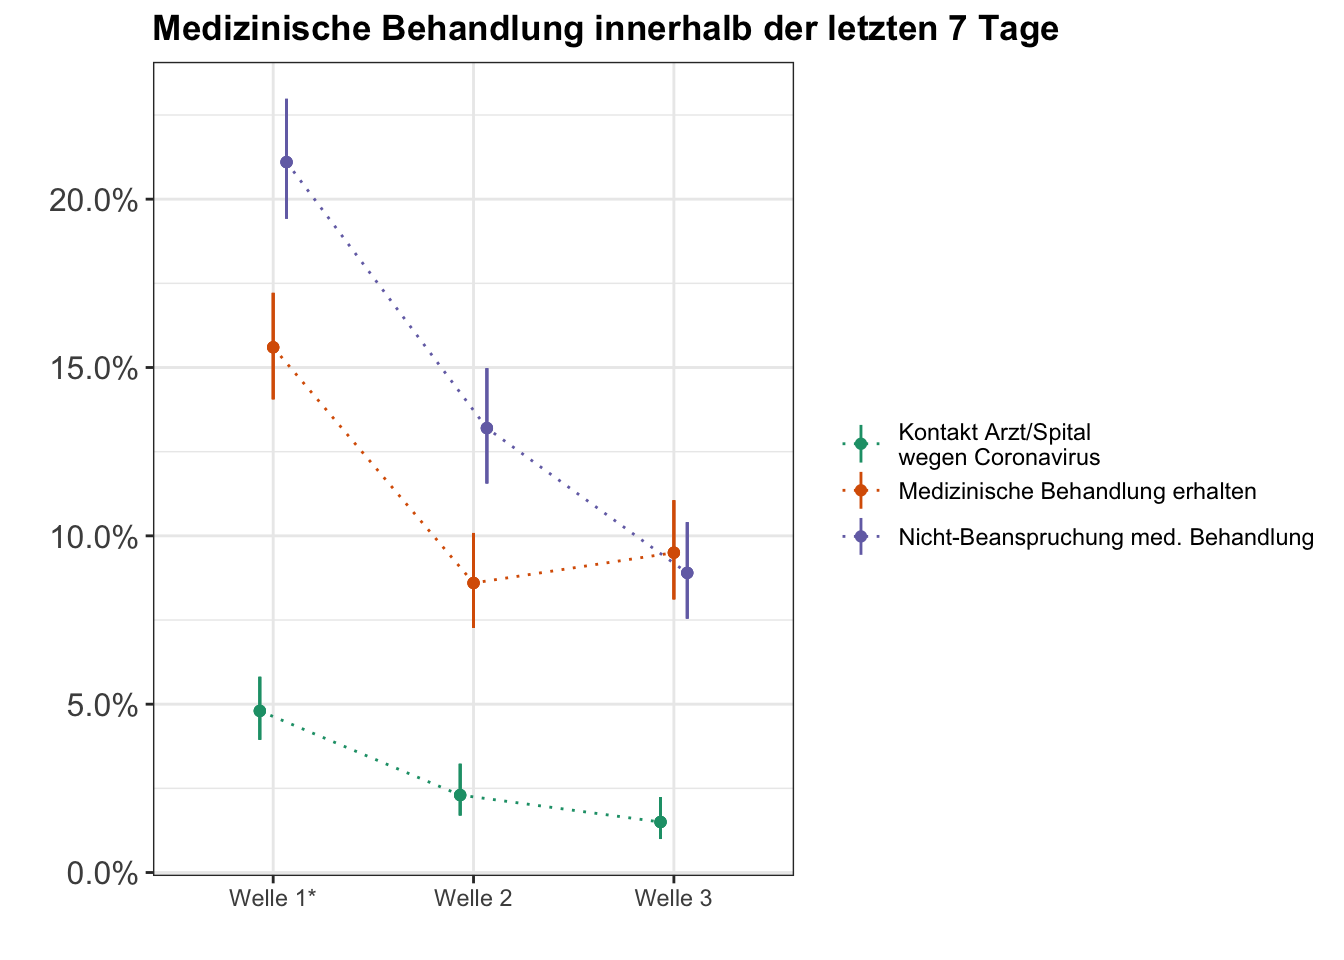 Medizinische Behandlung innerhalb der letzten 7 Tage
20.0%
15.0%
10.0%
5.0%
0.0%
Welle 1*
Welle 2
Welle 3
Kontakt Arzt/Spital
wegen Coronavirus
Medizinische Behandlung erhalten
Nicht-Beanspruchung med. Behandlung